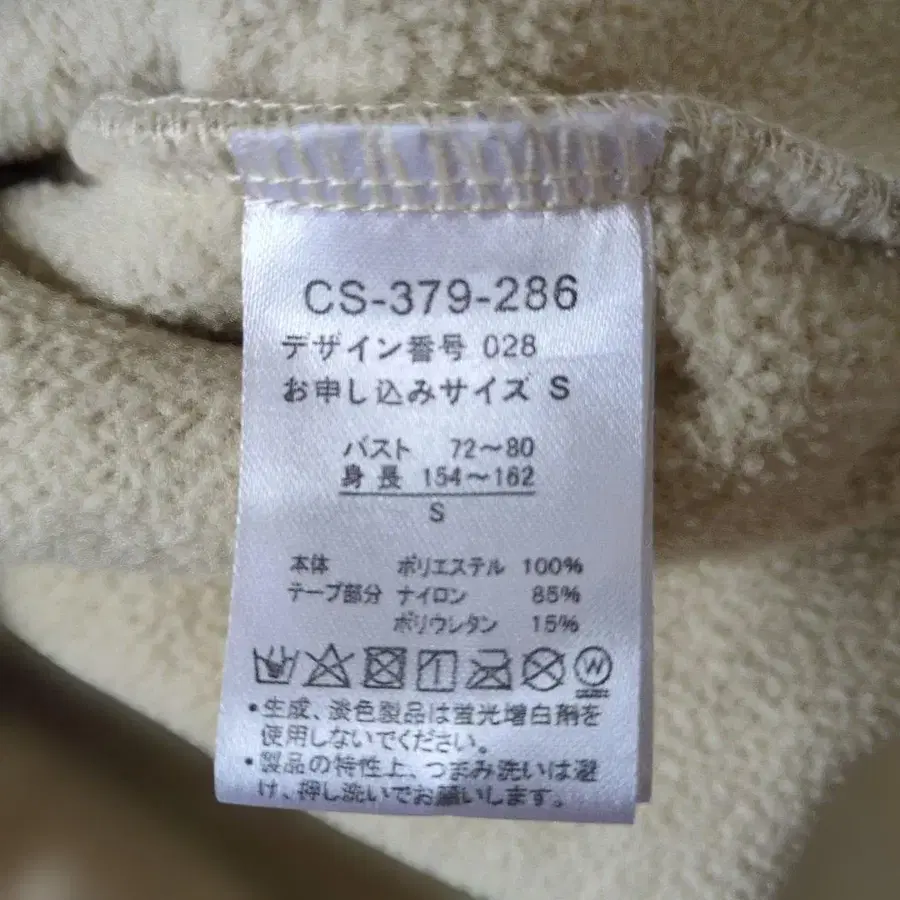 CS-379-286
デザイン番号 028
お申し込みサイズ S
バスト 72~80
身長 154~162
S
本体 ポリエステル 100%
テープ部分 ナイロン 85%
ポリウレタン 15%
W
•生成、淡色製品は蛍光増白剤を
使用しないでください。
•製品の特性上、つまみ洗いは避
け、押し洗いでお願いします。